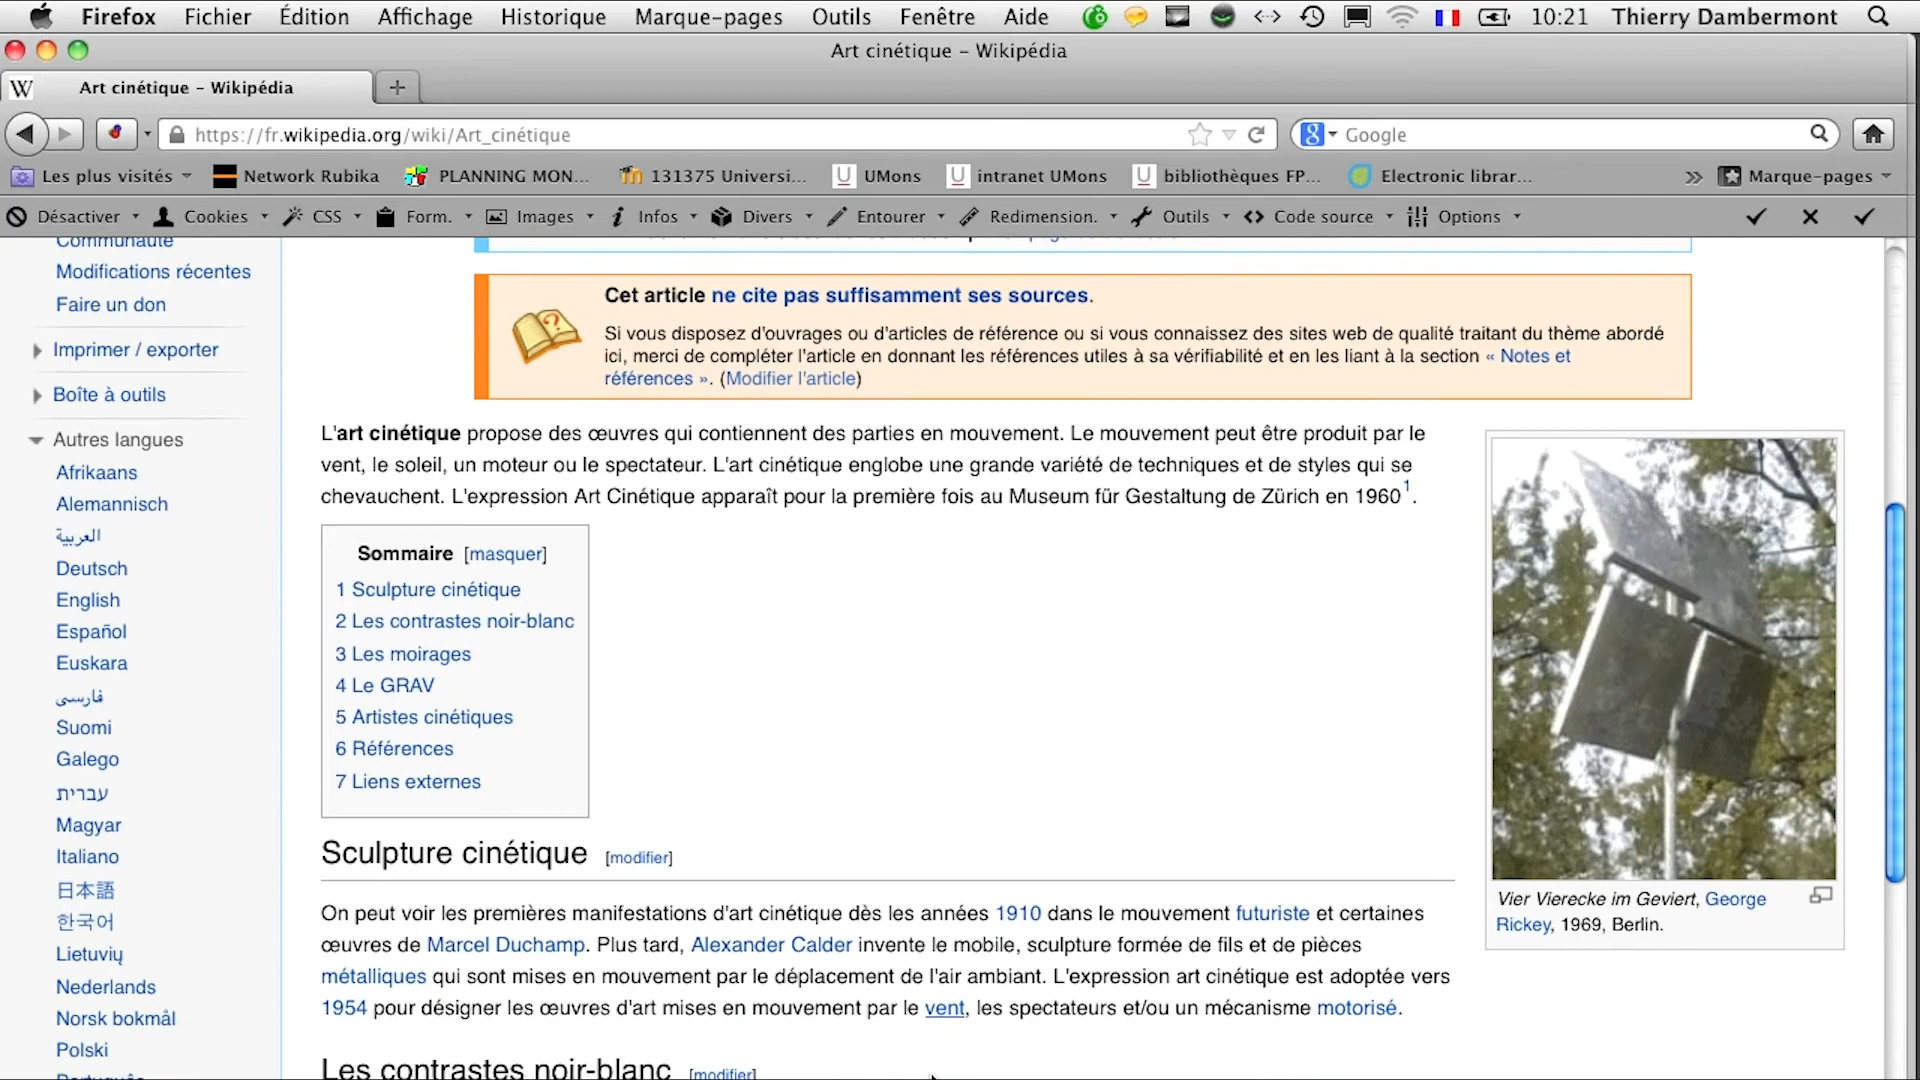 Firefox Fichier Édition Affichage Historique Marque-pages Outils Fenêtre Aide 10:21 Thierry Dambermont
Art cinétique – Wikipédia
W Art cinétique – Wikipédia
https://fr.wikipedia.org/wiki/Art_cinétique Google
Les plus visités Network Rubika PLANNING MON... 131375 Universi... UMons intranet UMons bibliothèques FP... Electronic librar... Marque-pages
Désactiver Cookies CSS Form. Images Infos Divers Entourer Redimension. Outils Code source Options
Communauté
Modifications récentes
Faire un don
Imprimer / exporter
Boîte à outils
Autres langues
Afrikaans
Alemannisch
العربية
Deutsch
English
Español
Euskara
فارسی
Suomi
Galego
עברית
Magyar
Italiano
日本語
한국어
Lietuvių
Nederlands
Norsk bokmål
Polski
Cet article ne cite pas suffisamment ses sources.
Si vous disposez d'ouvrages ou d'articles de référence ou si vous connaissez des sites web de qualité traitant du thème abordé
ici, merci de compléter l'article en donnant les références utiles à sa vérifiabilité et en les liant à la section « Notes et
références ». (Modifier l'article)
L'art cinétique propose des œuvres qui contiennent des parties en mouvement. Le mouvement peut être produit par le
vent, le soleil, un moteur ou le spectateur. L'art cinétique englobe une grande variété de techniques et de styles qui se
chevauchent. L'expression Art Cinétique apparaît pour la première fois au Museum für Gestaltung de Zürich en 1960 1.
Sommaire [masquer]
1 Sculpture cinétique
2 Les contrastes noir-blanc
3 Les moirages
4 Le GRAV
5 Artistes cinétiques
6 Références
7 Liens externes
Vier Vierecke im Geviert, George
Rickey, 1969, Berlin.
Sculpture cinétique [modifier]
On peut voir les premières manifestations d'art cinétique dès les années 1910 dans le mouvement futuriste et certaines
œuvres de Marcel Duchamp. Plus tard, Alexander Calder invente le mobile, sculpture formée de fils et de pièces
métalliques qui sont mises en mouvement par le déplacement de l'air ambiant. L'expression art cinétique est adoptée vers
1954 pour désigner les œuvres d'art mises en mouvement par le vent, les spectateurs et/ou un mécanisme motorisé.
Les contrastes noir-blanc [modifier]